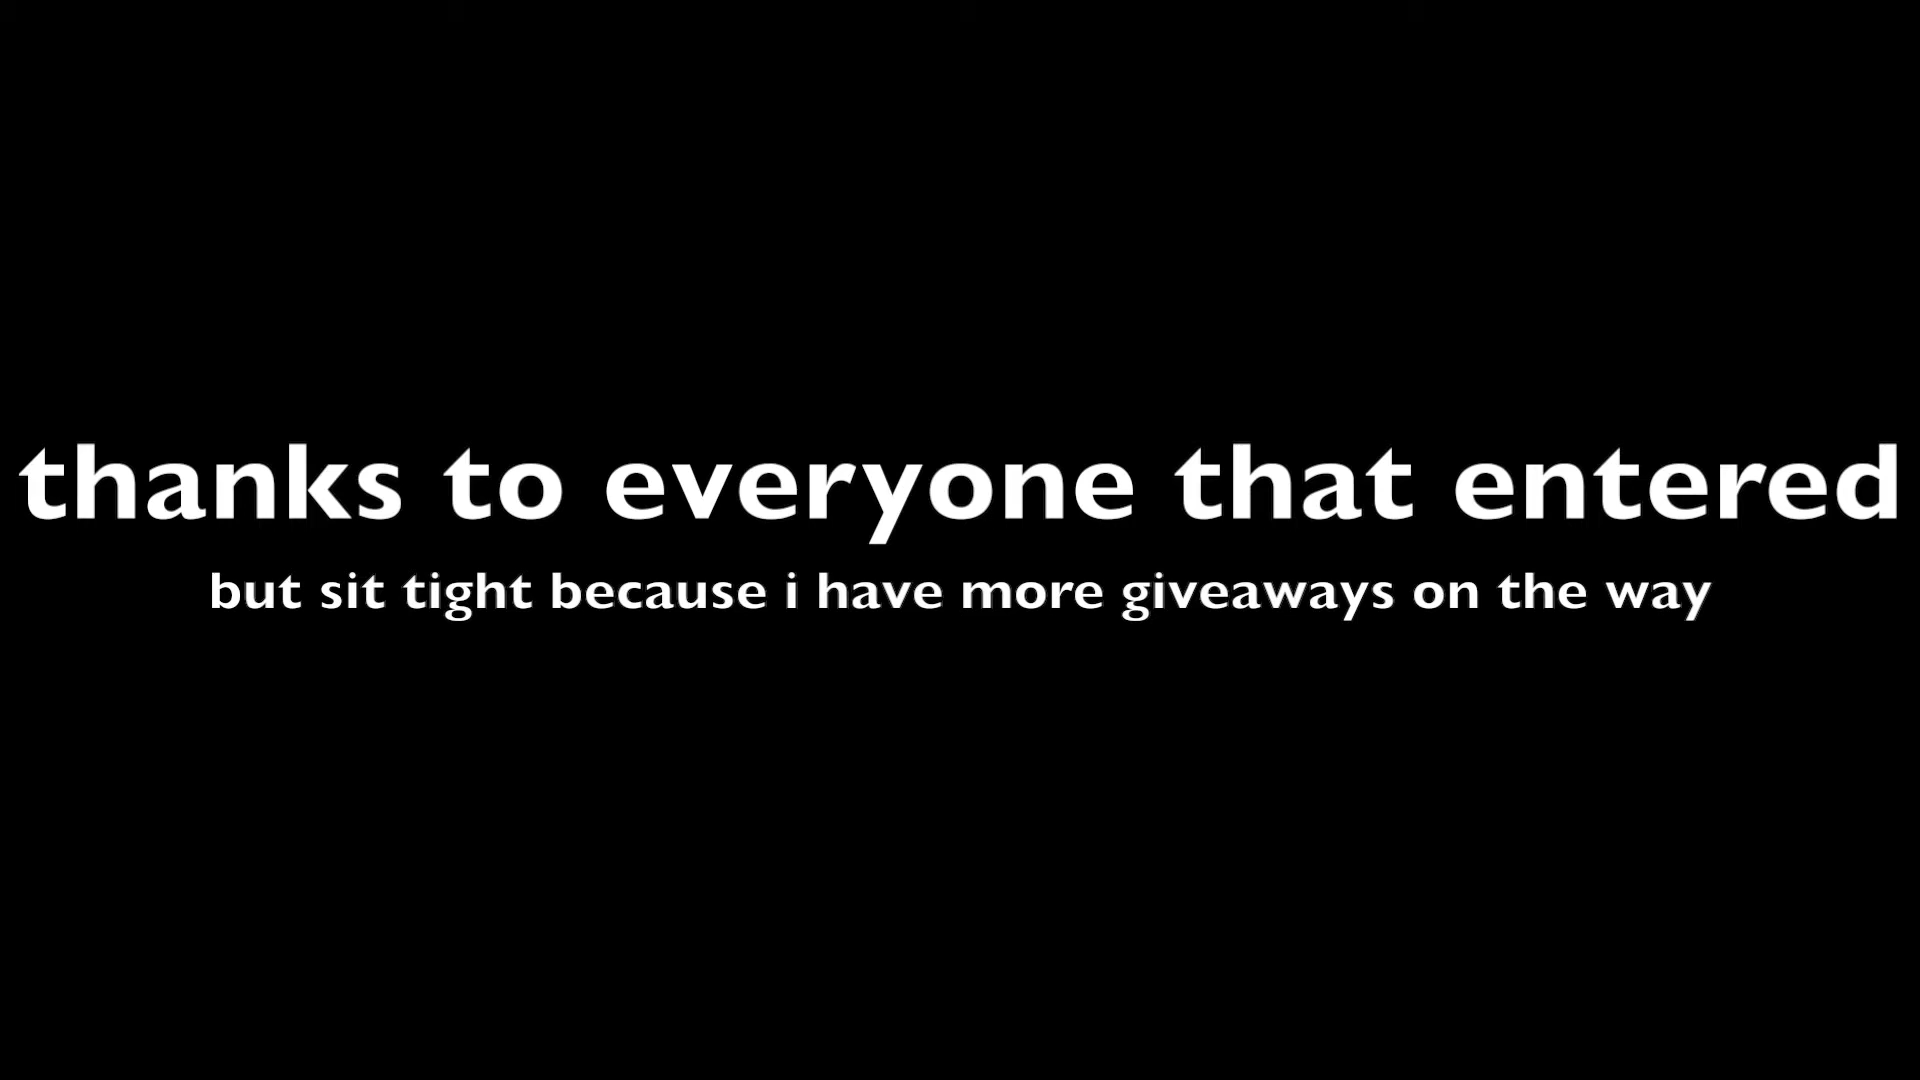 thanks to everyone that entered
but sit tight because i have more giveaways on the way